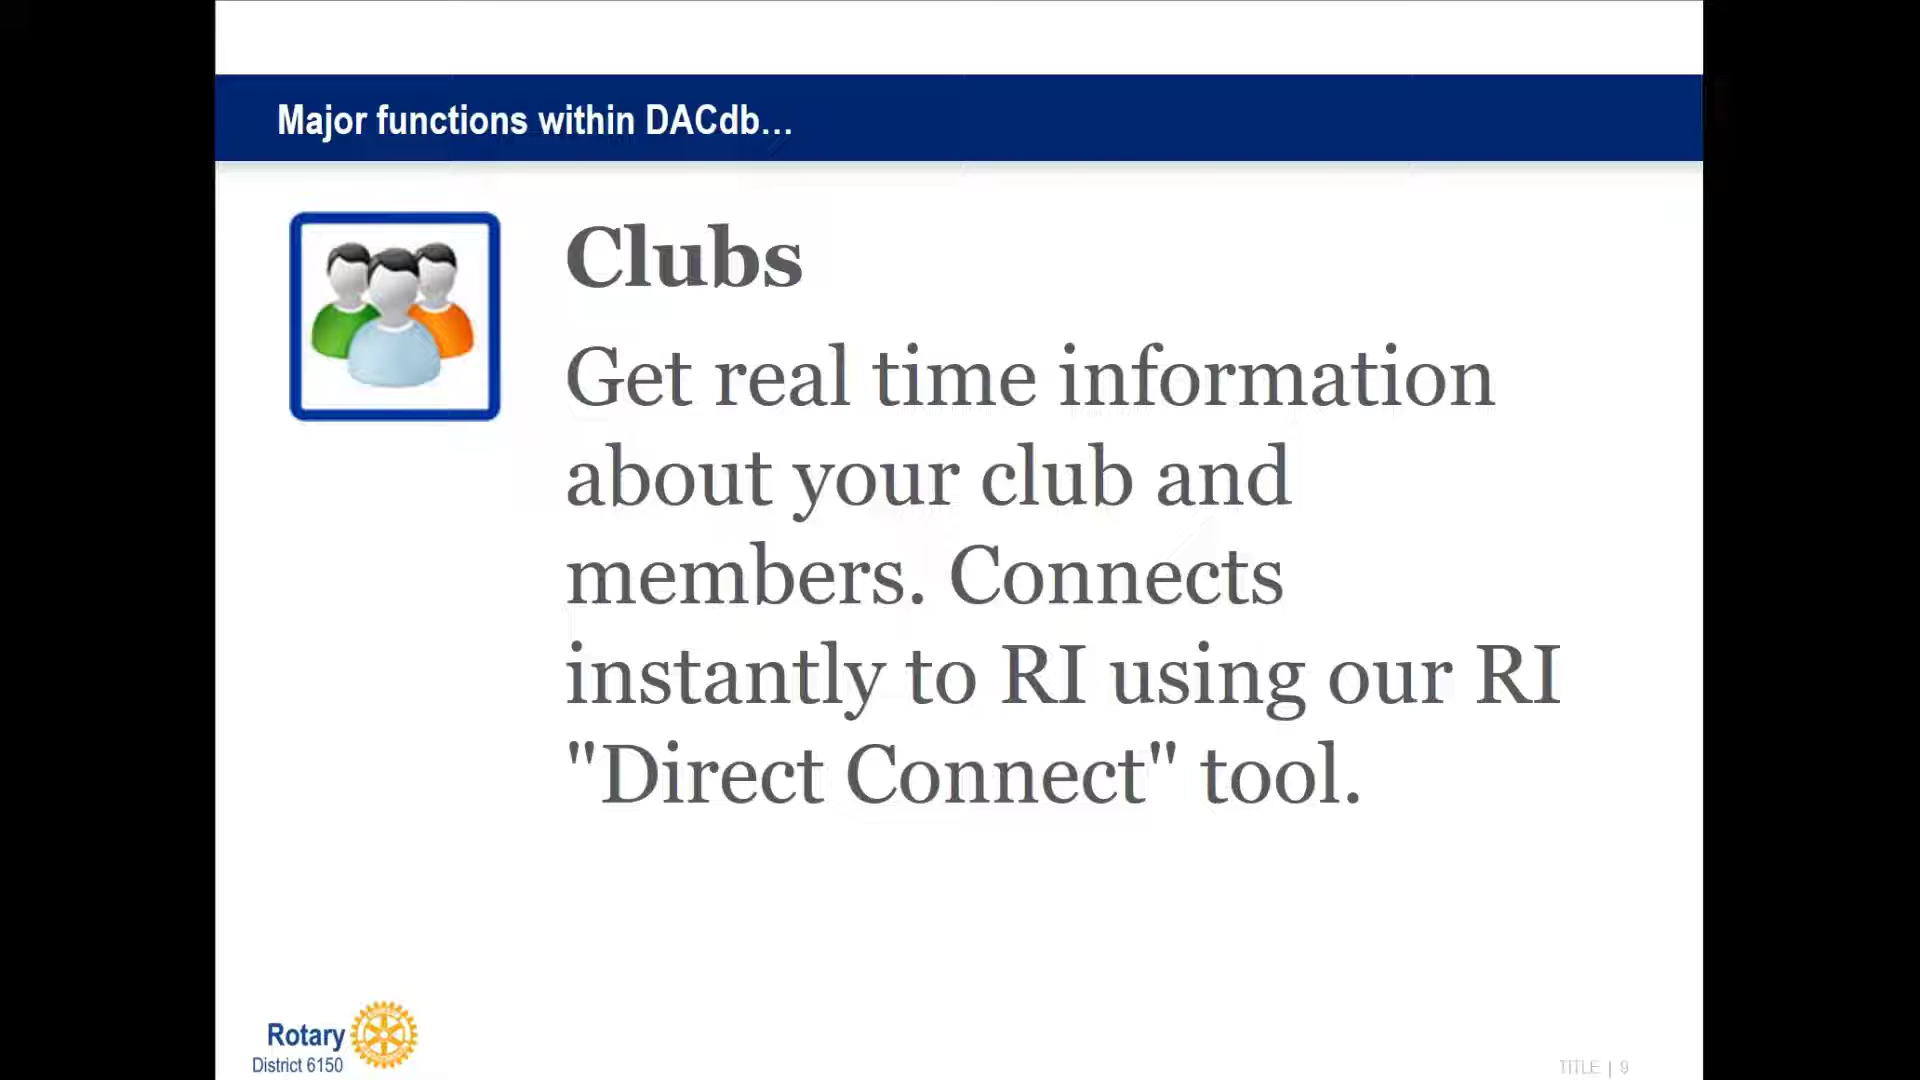 Major functions within DACdb...
Clubs
Get real time information
about your club and
members. Connects
instantly to RI using our RI
"Direct Connect" tool.
Rotary
District 6150
TITLE | 9